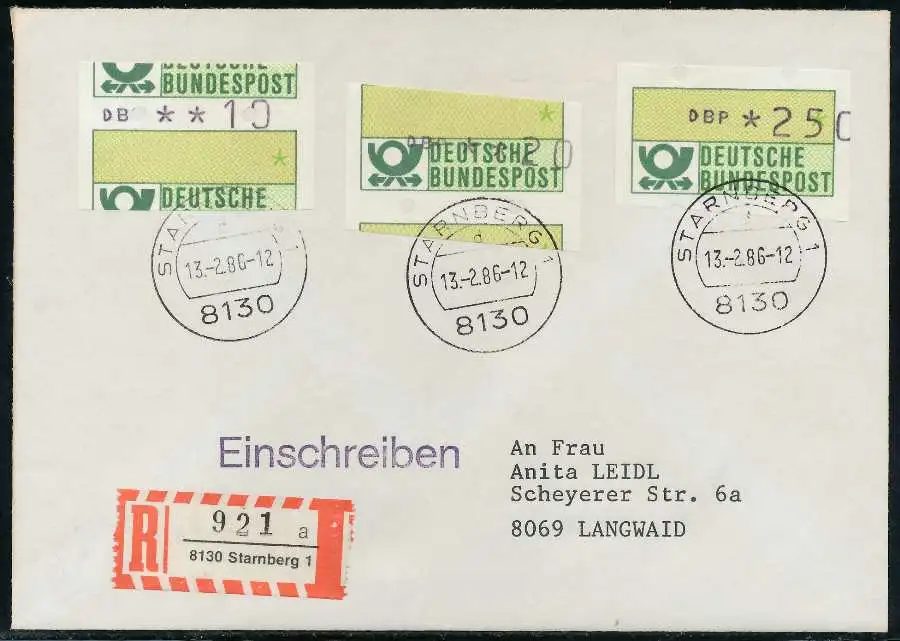 DEUTSCHE
BUNDESPOST
DB **10
DEUTSCHE
DBP **20
DEUTSCHE
BUNDESPOST
DBP *250
DEUTSCHE
BUNDESPOST
STARNBERG 1
d
13.-2.86-12
8130
STARNBERG 1
13.-2.86-12
8130
13.-2.86-12
8130
Einschreiben
An Frau
Anita LEIDL
Scheyerer Str. 6a
8069 LANGWAID
R
921 a
8130 Starnberg 1